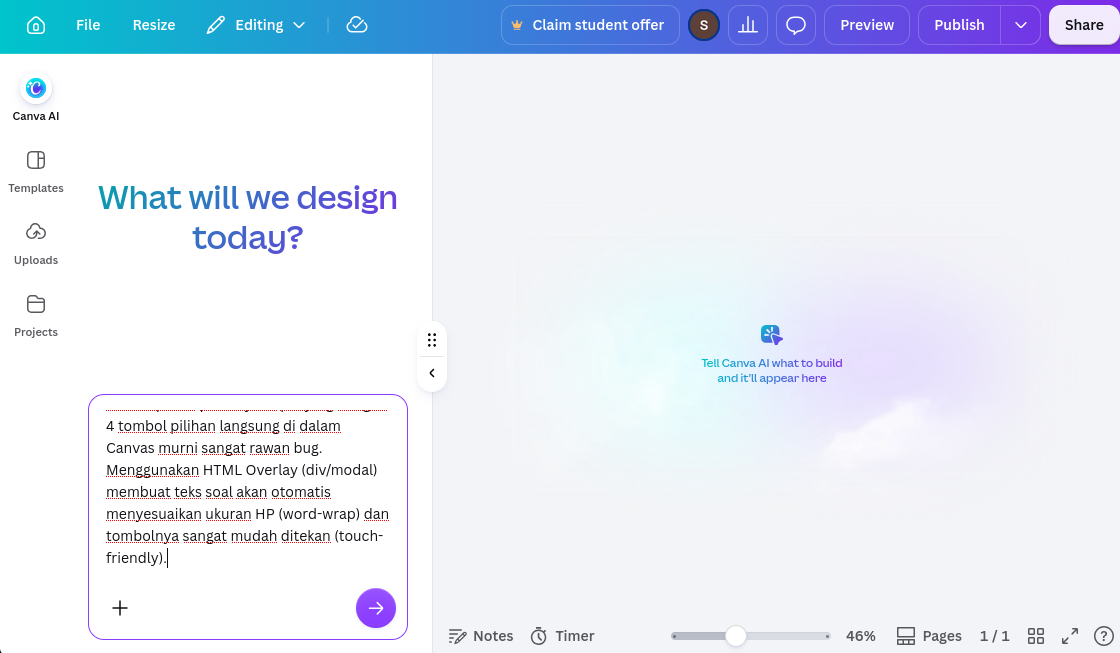 File
Resize
Editing
Claim student offer
S
Preview
Publish
Share
Canva AI
Templates
Uploads
Projects
What will we design
today?
4 tombol pilihan langsung di dalam
Canvas murni sangat rawan bug.
Menggunakan HTML Overlay (div/modal)
membuat teks soal akan otomatis
menyesuaikan ukuran HP (word-wrap) dan
tombolnya sangat mudah ditekan (touch-
friendly).
Tell Canva AI what to build
and it'll appear here
Notes
Timer
46%
Pages
1 / 1